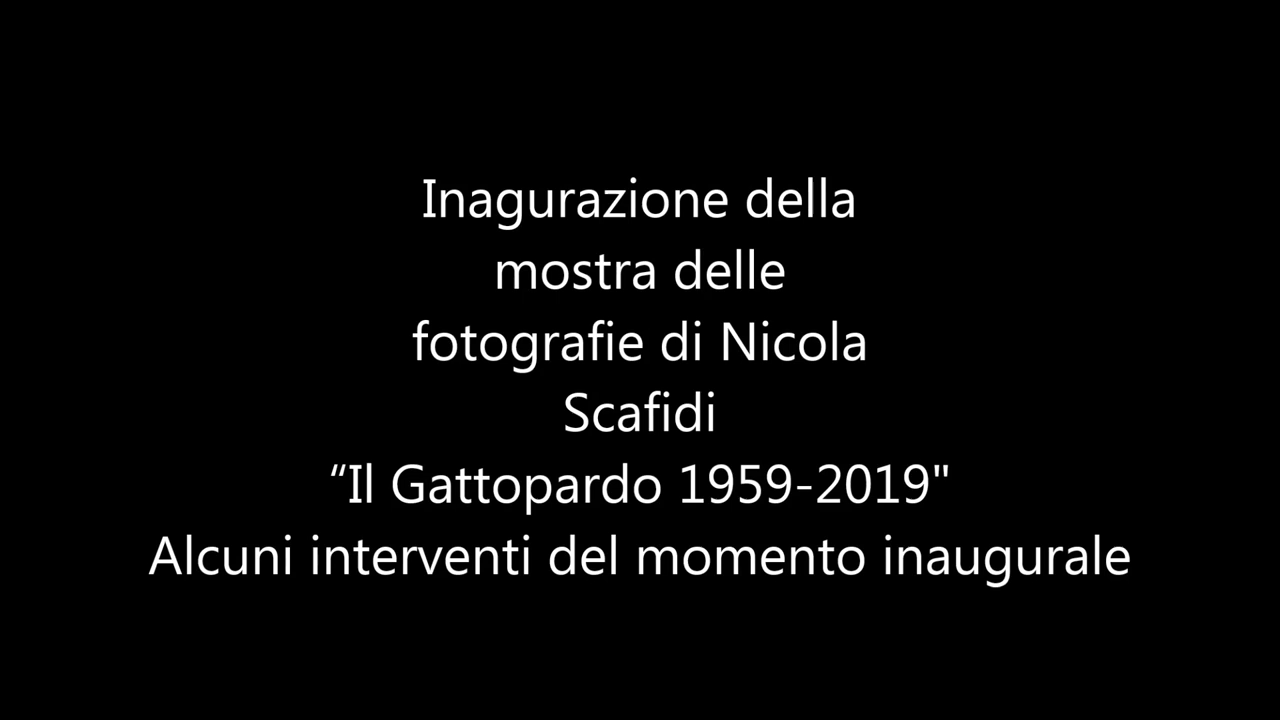 Inagurazione della
mostra delle
fotografie di Nicola
Scafidi
“Il Gattopardo 1959-2019"
Alcuni interventi del momento inaugurale